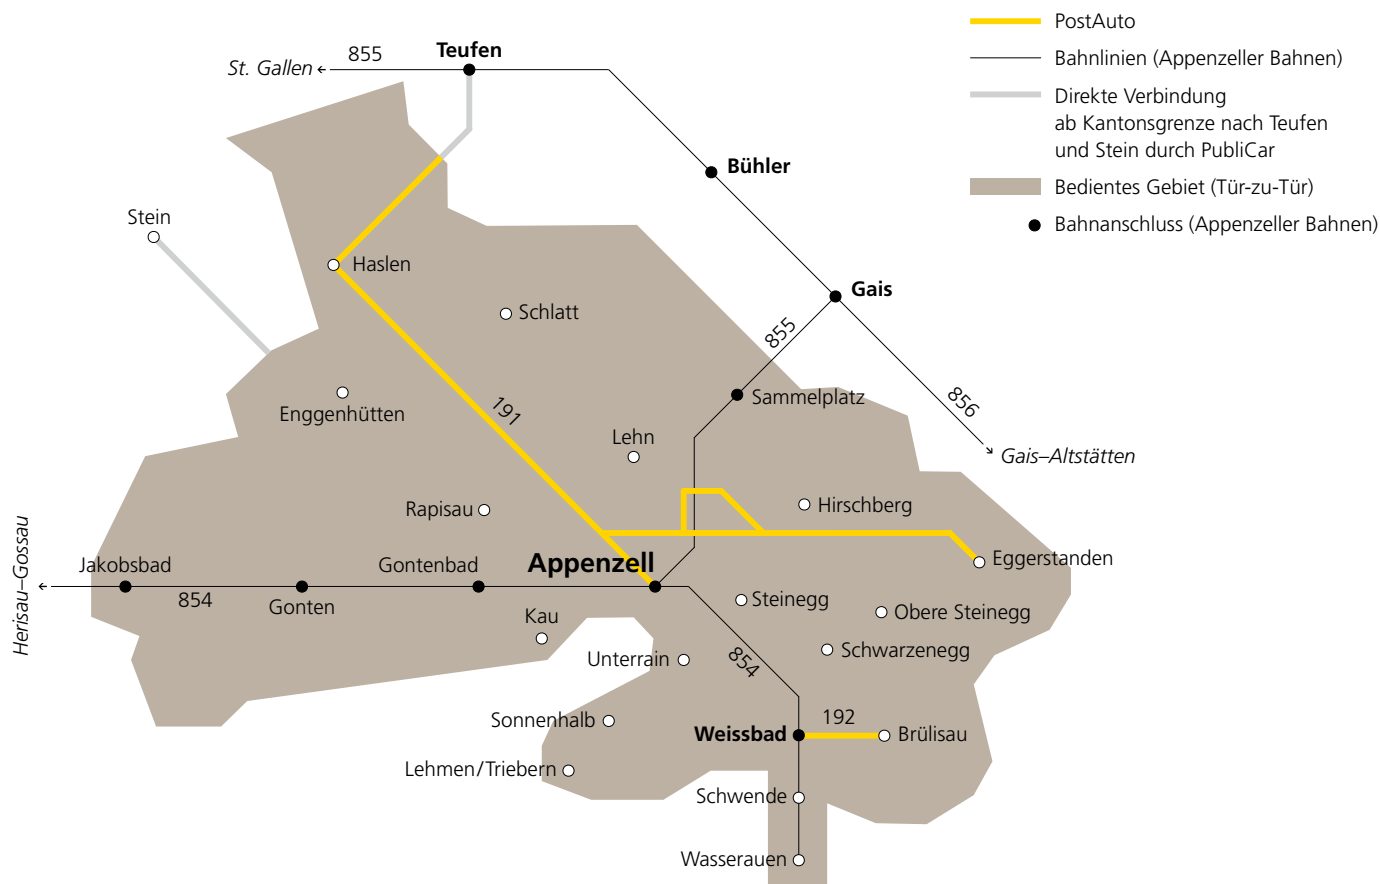 PostAuto
Bahnlinien (Appenzeller Bahnen)
Direkte Verbindung
ab Kantonsgrenze nach Teufen
und Stein durch PubliCar
Bedientes Gebiet (Tür-zu-Tür)
Bahnanschluss (Appenzeller Bahnen)
St. Gallen
855
Teufen
Bühler
Stein
Haslen
Gais
Schlatt
855
Sammelplatz
856
Enggenhütten
191
Lehn
Gais–Altstätten
Rapisau
Hirschberg
Herisau–Gossau
Jakobsbad
Gontenbad
Appenzell
Eggerstanden
854
Gonten
Kau
Steinegg
Obere Steinegg
Unterrain
854
Schwarzenegg
Sonnenhalb
Weissbad
192
Brülisau
Lehmen/Triebern
Schwende
Wasserauen